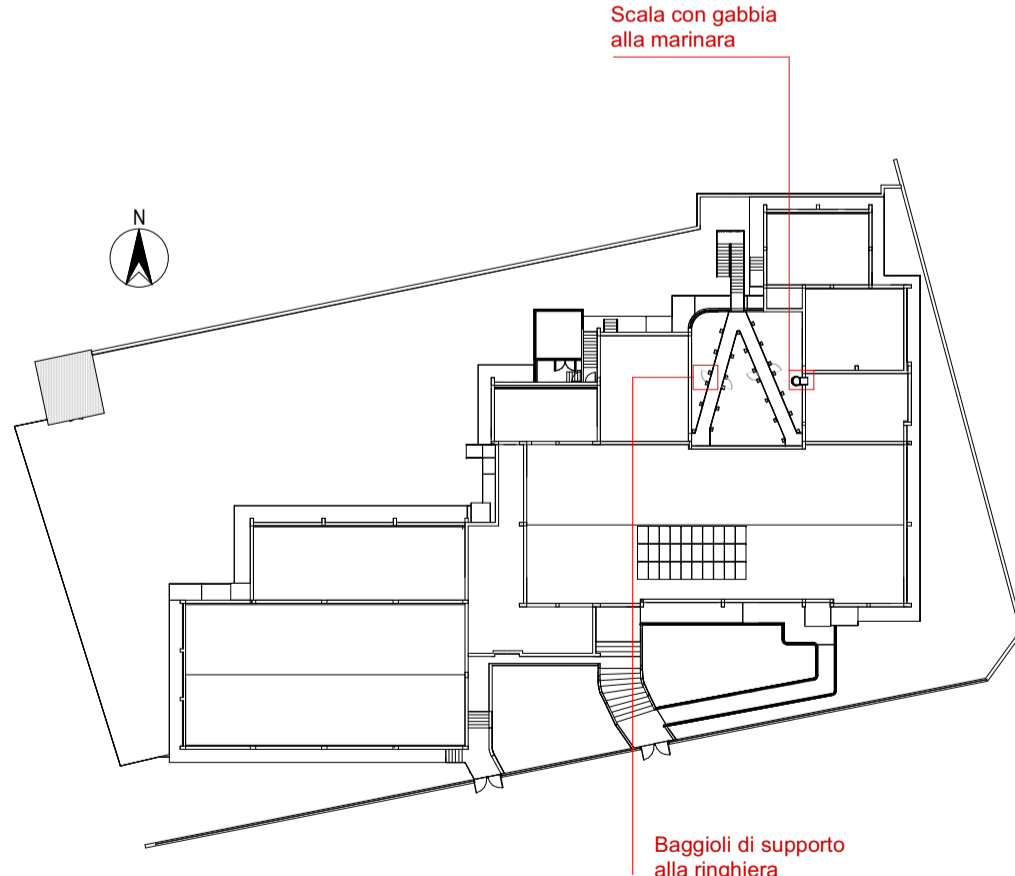 Scala con gabbia
alla marinara
N
Baggioli di supporto
alla ringhiera